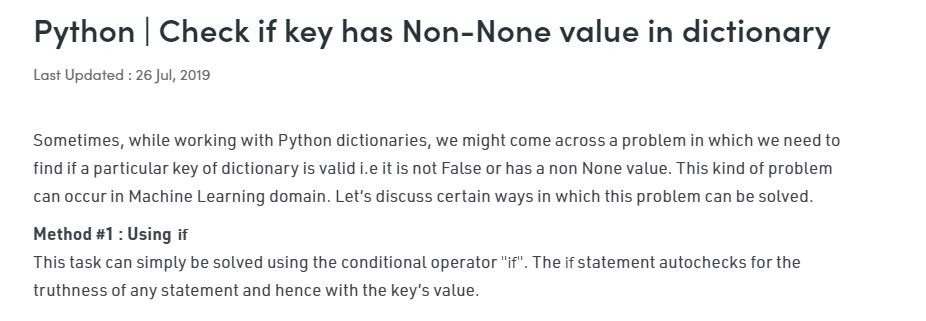 Python | Check if key has Non-None value in dictionary
Last Updated : 26 Jul, 2019
Sometimes, while working with Python dictionaries, we might come across a problem in which we need to
find if a particular key of dictionary is valid i.e it is not False or has a non None value. This kind of problem
can occur in Machine Learning domain. Let’s discuss certain ways in which this problem can be solved.
Method #1 : Using if
This task can simply be solved using the conditional operator "if". The if statement autochecks for the
truthness of any statement and hence with the key’s value.